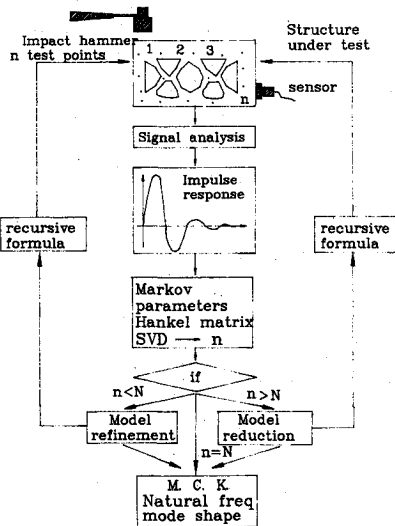 Impact hammer
n test points
Structure
under test
1 2 3
n
sensor
Signal analysis
Impulse
response
recursive
formula
recursive
formula
Markov
parameters
Hankel matrix
SVD → n
if
n<N
n>N
Model
refinement
Model
reduction
n=N
M. C. K.
Natural freq
mode shape